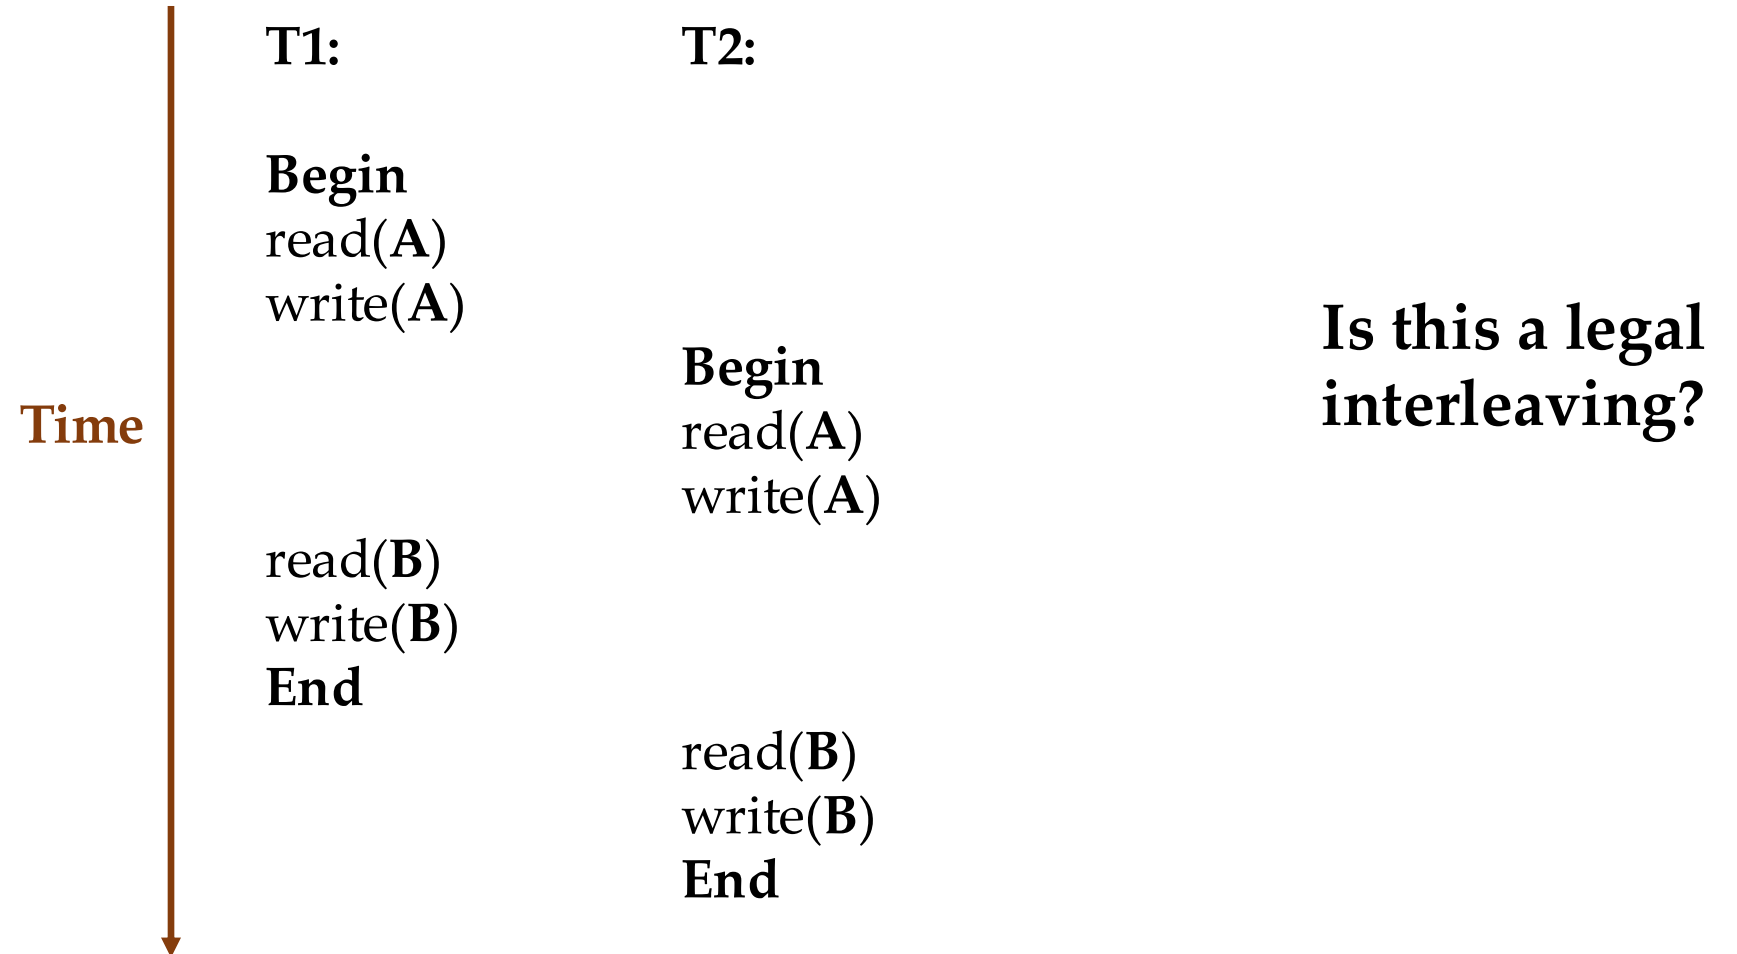 T1:
T2:
Begin
read(A)
write(A)
Begin
read(A)
write(A)
read(B)
write(B)
End
read(B)
write(B)
End
Time
Is this a legal
interleaving?